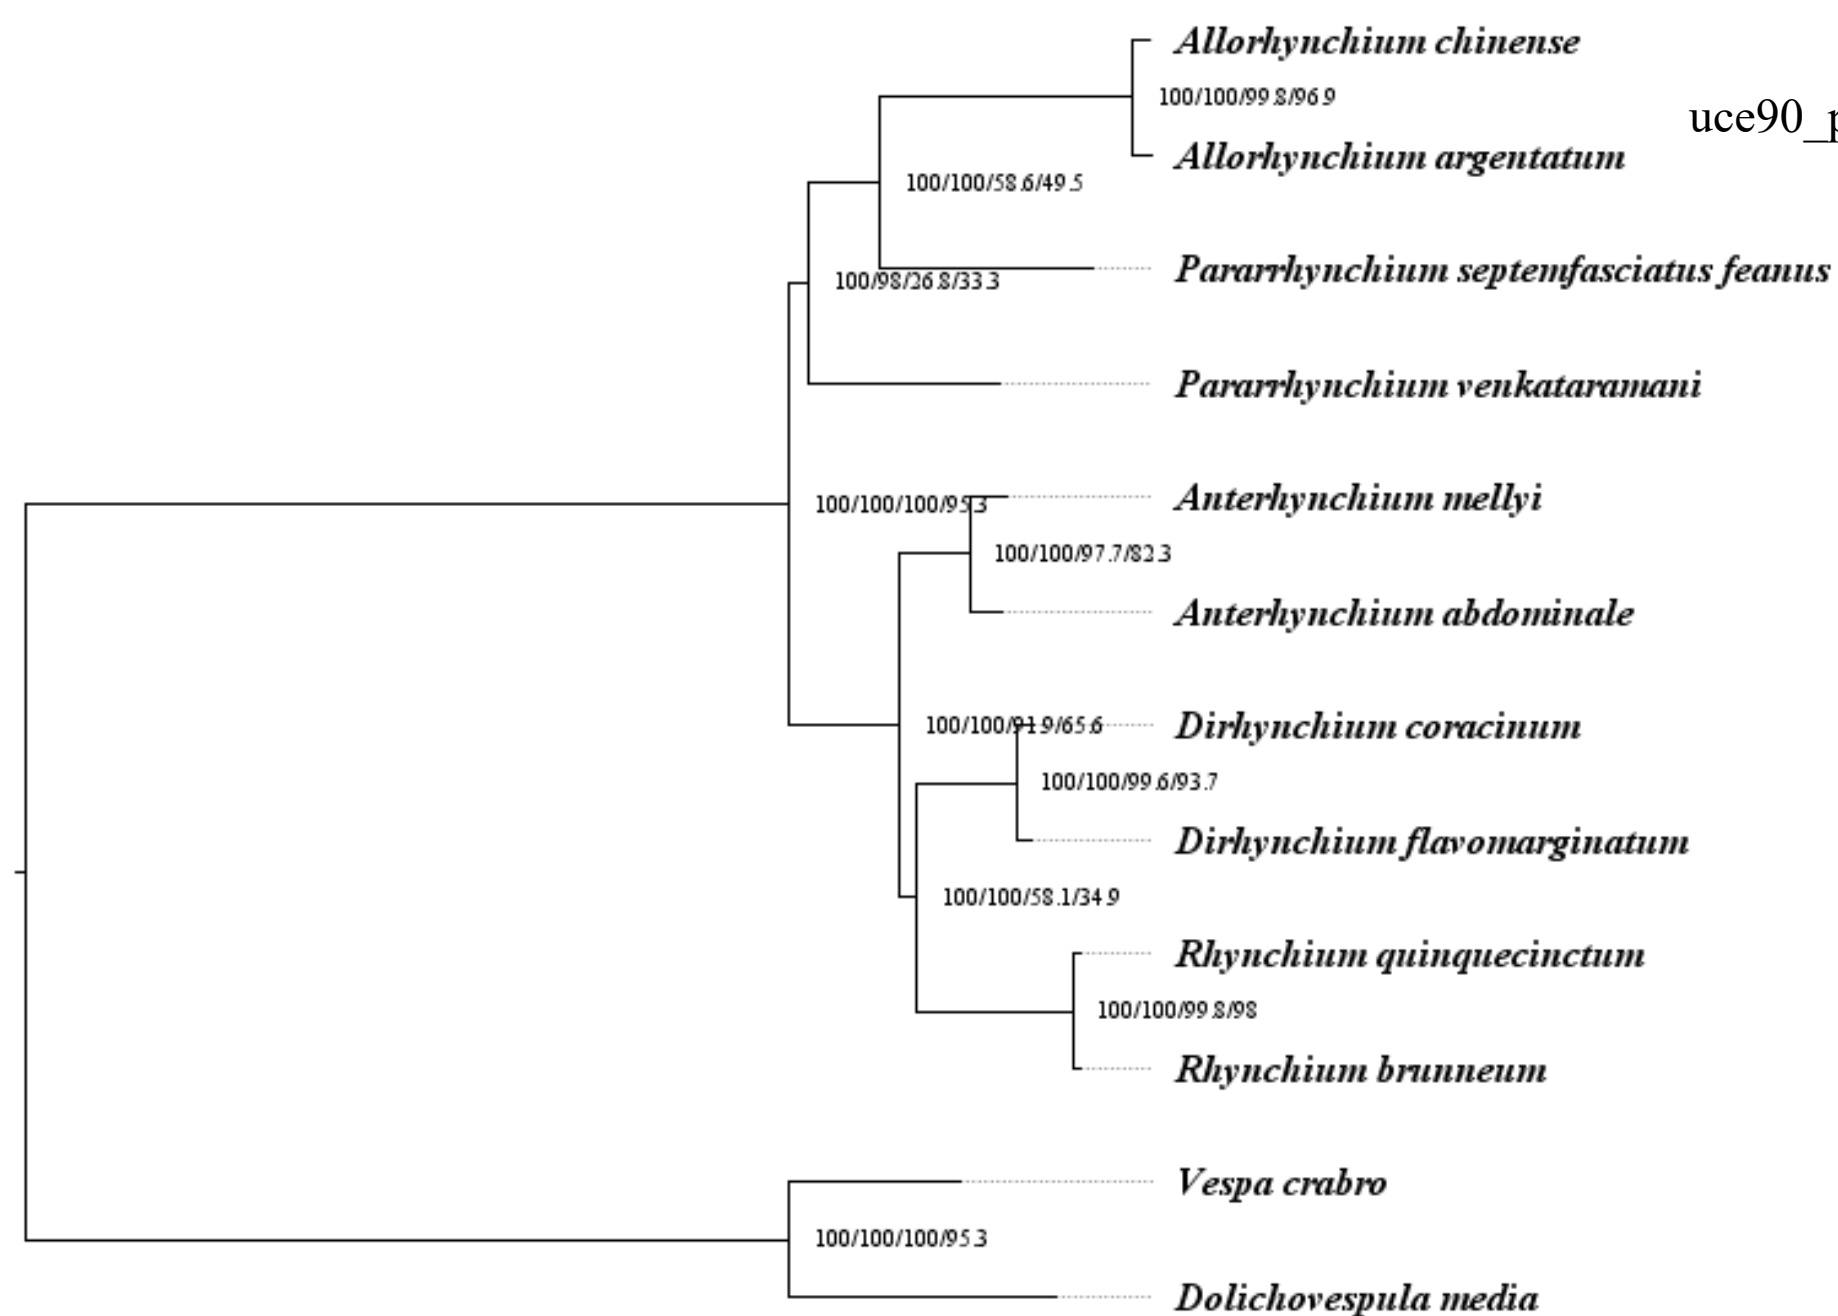 Allorhynchium chinense
100/100/99.8/96.9
uce90_p
Allorhynchium argentatum
100/100/58.6/49.5
Pararrhynchium septemfasciatus feanus
100/98/26.8/33.3
Pararrhynchium venkataramani
Anterhynchium mellyi
100/100/100/95.3
100/100/97.7/82.3
Anterhynchium abdominale
100/100/91.9/65.6
Dirhynchium coracinum
100/100/99.6/93.7
Dirhynchium flavomarginatum
100/100/58.1/34.9
Rhynchium quinquecinctum
100/100/99.8/98
Rhynchium brunneum
Vespa crabro
100/100/100/95.3
Dolichovespula media